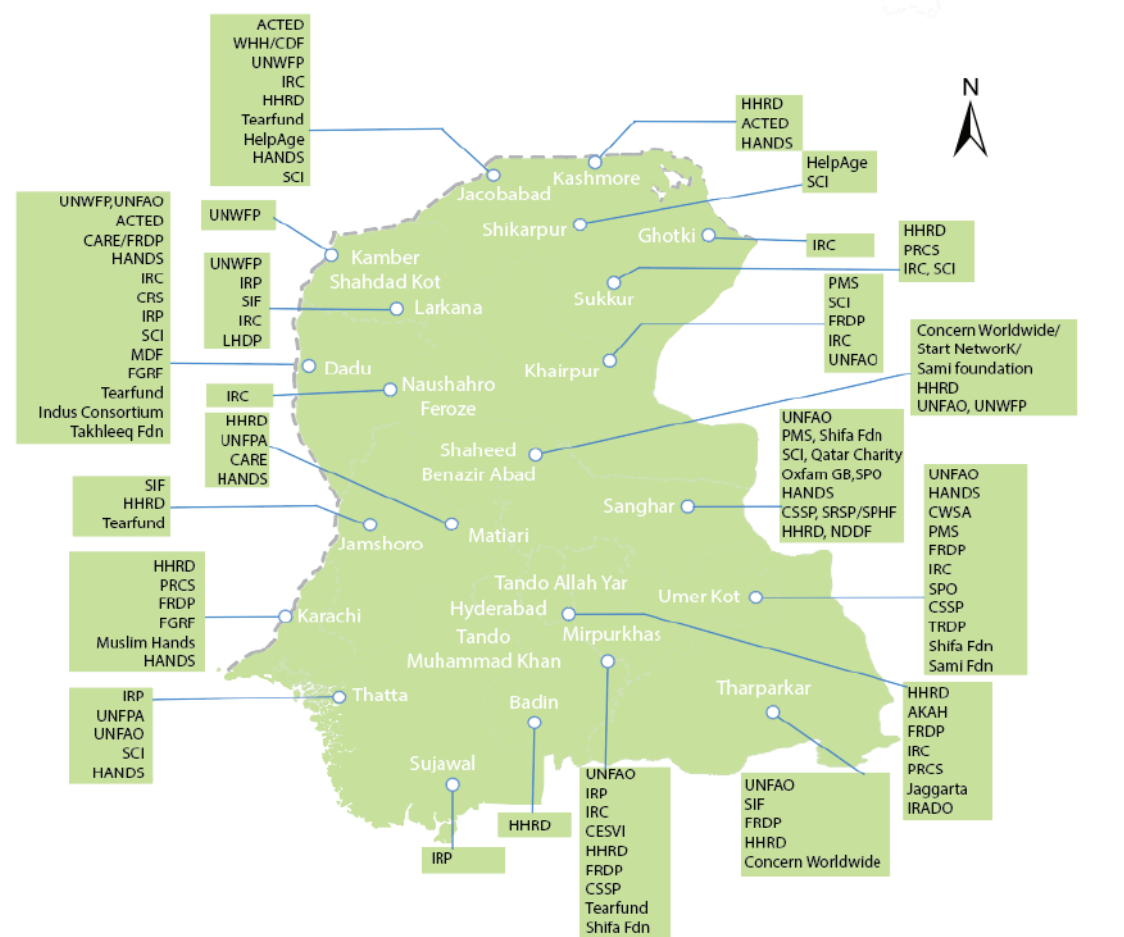 ACTED
WHH/CDF
UNWFP
IRC
HHRD
Tearfund
HelpAge
HANDS
SCI
HHRD
ACTED
HANDS
N
HelpAge
SCI
Jacobabad
Kashmore
Shikarpur
Ghotki
IRC
HHRD
PRCS
IRC, SCI
UNWFP,UNFAO
ACTED
CARE/FRDP
HANDS
IRC
CRS
IRP
SCI
MDF
FGRF
Tearfund
Indus Consortium
Takhleeq Fdn
UNWFP
Kamber
Shahdad Kot
UNWFP
IRP
SIF
IRC
LHDP
Larkana
Sukkur
PMS
SCI
FRDP
IRC
UNFAO
Khairpur
Dadu
Naushahro
Feroze
IRC
Concern Worldwide/
Start NetworK/
Sami foundation
HHRD
UNFAO, UNWFP
HHRD
UNFPA
CARE
HANDS
Shaheed
Benazir Abad
UNFAO
PMS, Shifa Fdn
SCI, Qatar Charity
Oxfam GB,SPO
HANDS
CSSP, SRSP/SPHF
HHRD, NDDF
Sanghar
SIF
HHRD
Tearfund
Jamshoro
Matiari
UNFAO
HANDS
CWSA
PMS
FRDP
IRC
SPO
CSSP
TRDP
Shifa Fdn
Sami Fdn
HHRD
PRCS
FRDP
FGRF
Muslim Hands
HANDS
Karachi
Tando Allah Yar
Hyderabad
Tando
Muhammad Khan
Mirpurkhas
Umer Kot
IRP
UNFPA
UNFAO
SCI
HANDS
Thatta
Badin
Tharparkar
HHRD
AKAH
FRDP
IRC
PRCS
Jaggarta
IRADO
Sujawal
IRP
HHRD
UNFAO
IRP
IRC
CESVI
HHRD
FRDP
CSSP
Tearfund
Shifa Fdn
UNFAO
SIF
FRDP
HHRD
Concern Worldwide